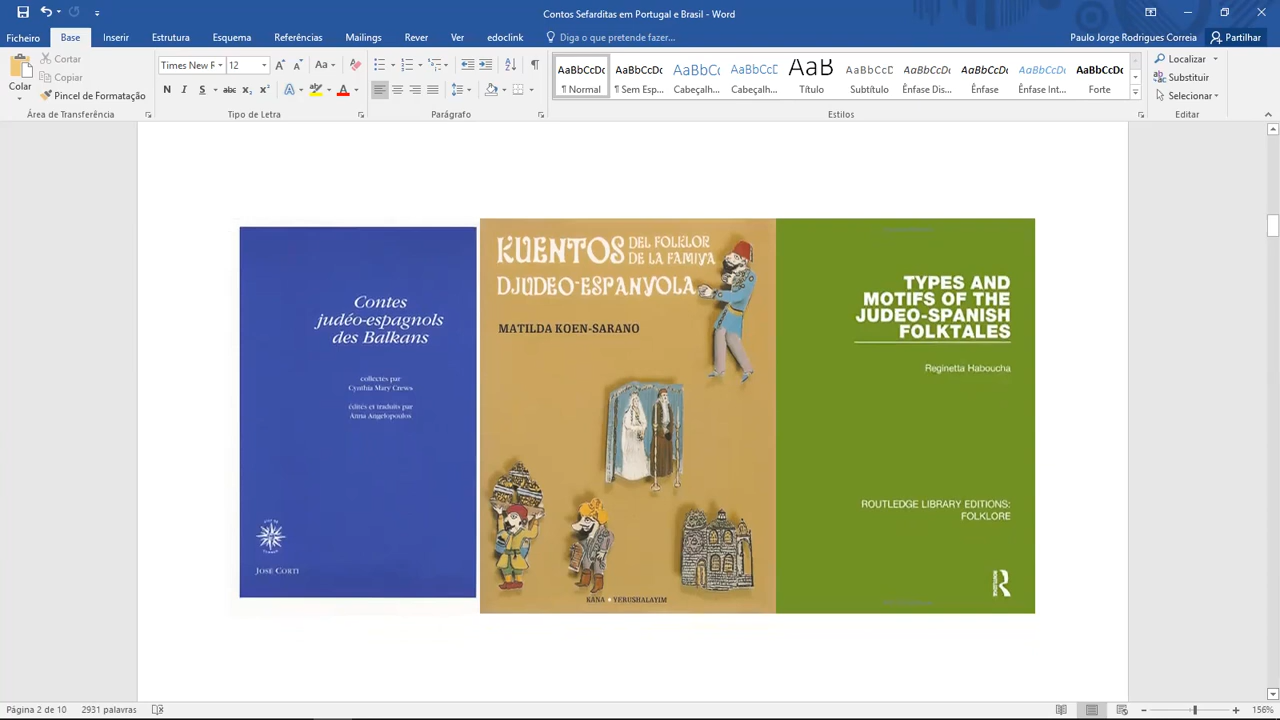 Contos Sefarditas em Portugal e Brasil - Word
Ficheiro Base Inserir Estrutura Esquema Referências Mailings Rever Ver edoclink Diga o que pretende fazer... Paulo Jorge Rodrigues Correia Partilhar
Colar
Cortar
Copiar
Pincel de Formatação
Área de Transferência
Times New F 12 Aa
N I S abc x₂ x² A A
Tipo de Letra
Parágrafo
AaBbCcDc AaBbCcDc AaBbCc AaBbCcE AaB AaBbCcD AaBbCcDc AaBbCcDc AaBbCcDc AaBbCcDc
¶ Normal ¶ Sem Esp... Cabeçalh... Cabeçalh... Título Subtítulo Ênfase Dis... Ênfase Ênfase Int... Forte
Estilos
Localizar
Substituir
Selecionar
Editar
Contes
judéo-espagnols
des Balkans
collectés par
Cynthia Mary Crews
édités et traduits par
Anna Angelopoulos
JOSÉ CORTI
KUENTOS DEL FOLKLOR
DE LA FAMIYA
DJUDEO-ESPANYOLA
MATILDA KOEN-SARANO
KANA • YERUSHALAYIM
TYPES AND
MOTIFS OF THE
JUDEO-SPANISH
FOLKTALES
Reginetta Haboucha
ROUTLEDGE LIBRARY EDITIONS:
FOLKLORE
Página 2 de 10 2931 palavras 156%